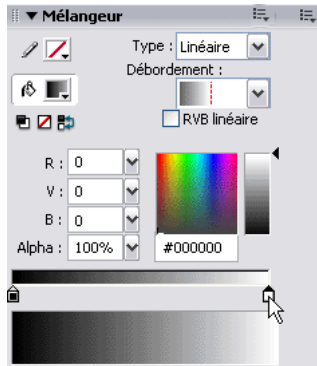 Mélangeur
Type : Linéaire
Débordement :
RVB linéaire
R : 0
V : 0
B : 0
Alpha : 100% #000000